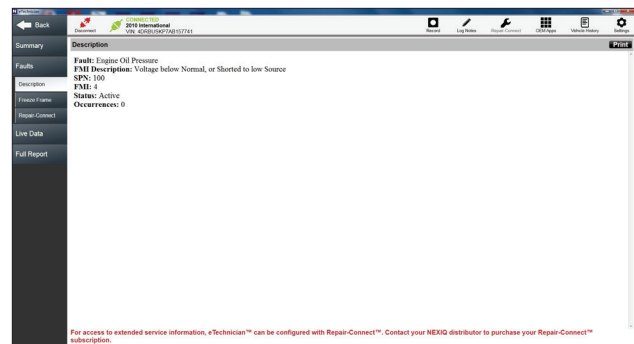 Back
Disconnect
CONNECTED
2010 International
VIN: 4DRBUSKP7AB157741
Record
Log Notes
Repair Connect
OEM Apps
Vehicle History
Settings
Summary
Description
Print
Faults
Fault: Engine Oil Pressure
FMI Description: Voltage below Normal, or Shorted to low Source
SPN: 100
FMI: 4
Status: Active
Occurrences: 0
Description
Freeze Frame
Repair-Connect
Live Data
Full Report
For access to extended service information, eTechnician™ can be configured with Repair-Connect™. Contact your NEXIQ distributor to purchase your Repair-Connect™
subscription.